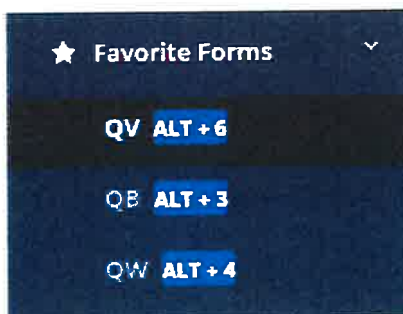 Favorite Forms
QV ALT + 6
QB ALT + 3
QW ALT + 4